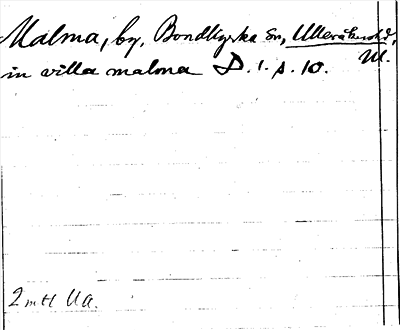 Malma, by, Bondkyrka sn, Ulleråkers hd,
Ul.
in villa malma D. 1. s. 10.
2 mtl Ua.